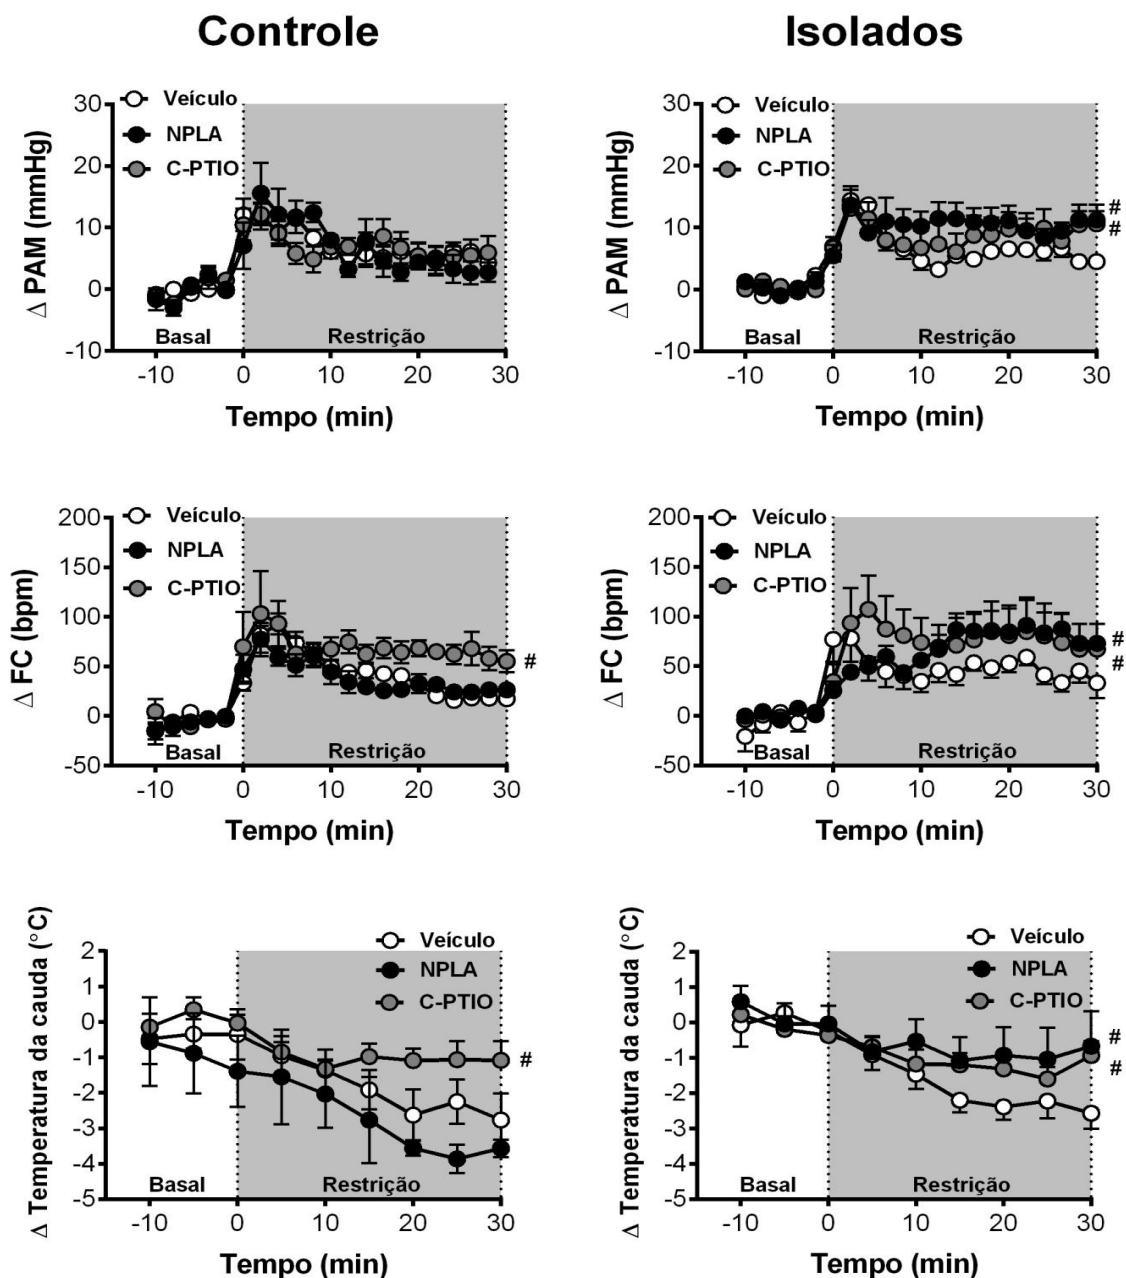 Controle
Isolados
Δ PAM (mmHg)
30
20
10
0
-10
Veículo
NPLA
C-PTIO
Basal
Restrição
-10
0
10
20
30
Tempo (min)
Δ PAM (mmHg)
30
20
10
0
-10
Veículo
NPLA
C-PTIO
#
#
Basal
Restrição
-10
0
10
20
30
Tempo (min)
Δ FC (bpm)
200
150
100
50
0
-50
Veículo
NPLA
C-PTIO
#
Basal
Restrição
-10
0
10
20
30
Tempo (min)
Δ FC (bpm)
200
150
100
50
0
-50
Veículo
NPLA
C-PTIO
#
#
Basal
Restrição
-10
0
10
20
30
Tempo (min)
Δ Temperatura da cauda (°C)
2
1
0
-1
-2
-3
-4
-5
Veículo
NPLA
C-PTIO
#
Basal
Restrição
-10
0
10
20
30
Tempo (min)
Δ Temperatura da cauda (°C)
2
1
0
-1
-2
-3
-4
-5
Veículo
NPLA
C-PTIO
#
#
Basal
Restrição
-10
0
10
20
30
Tempo (min)